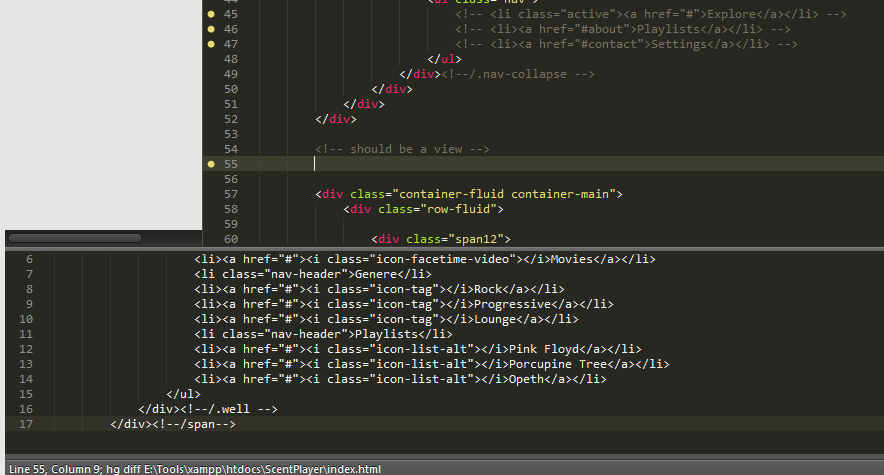 44 <ul class="nav">
45 <!-- <li class="active"><a href="#">Explore</a></li> -->
46 <!-- <li><a href="#about">Playlists</a></li> -->
47 <!-- <li><a href="#contact">Settings</a></li> -->
48 </ul>
49 </div><!--/.nav-collapse -->
50 </div>
51 </div>
52 </div>
53
54 <!-- should be a view -->
55
56
57 <div class="container-fluid container-main">
58 <div class="row-fluid">
59
60 <div class="span12">
6 <li><a href="#"><i class="icon-facetime-video"></i>Movies</a></li>
7 <li class="nav-header">Genere</li>
8 <li><a href="#"><i class="icon-tag"></i>Rock</a></li>
9 <li><a href="#"><i class="icon-tag"></i>Progressive</a></li>
10 <li><a href="#"><i class="icon-tag"></i>Lounge</a></li>
11 <li class="nav-header">Playlists</li>
12 <li><a href="#"><i class="icon-list-alt"></i>Pink Floyd</a></li>
13 <li><a href="#"><i class="icon-list-alt"></i>Porcupine Tree</a></li>
14 <li><a href="#"><i class="icon-list-alt"></i>Opeth</a></li>
15 </ul>
16 </div><!--/.well -->
17 </div><!--/span-->
Line 55, Column 9; hg diff E:\Tools\xampp\htdocs\ScentPlayer\index.html